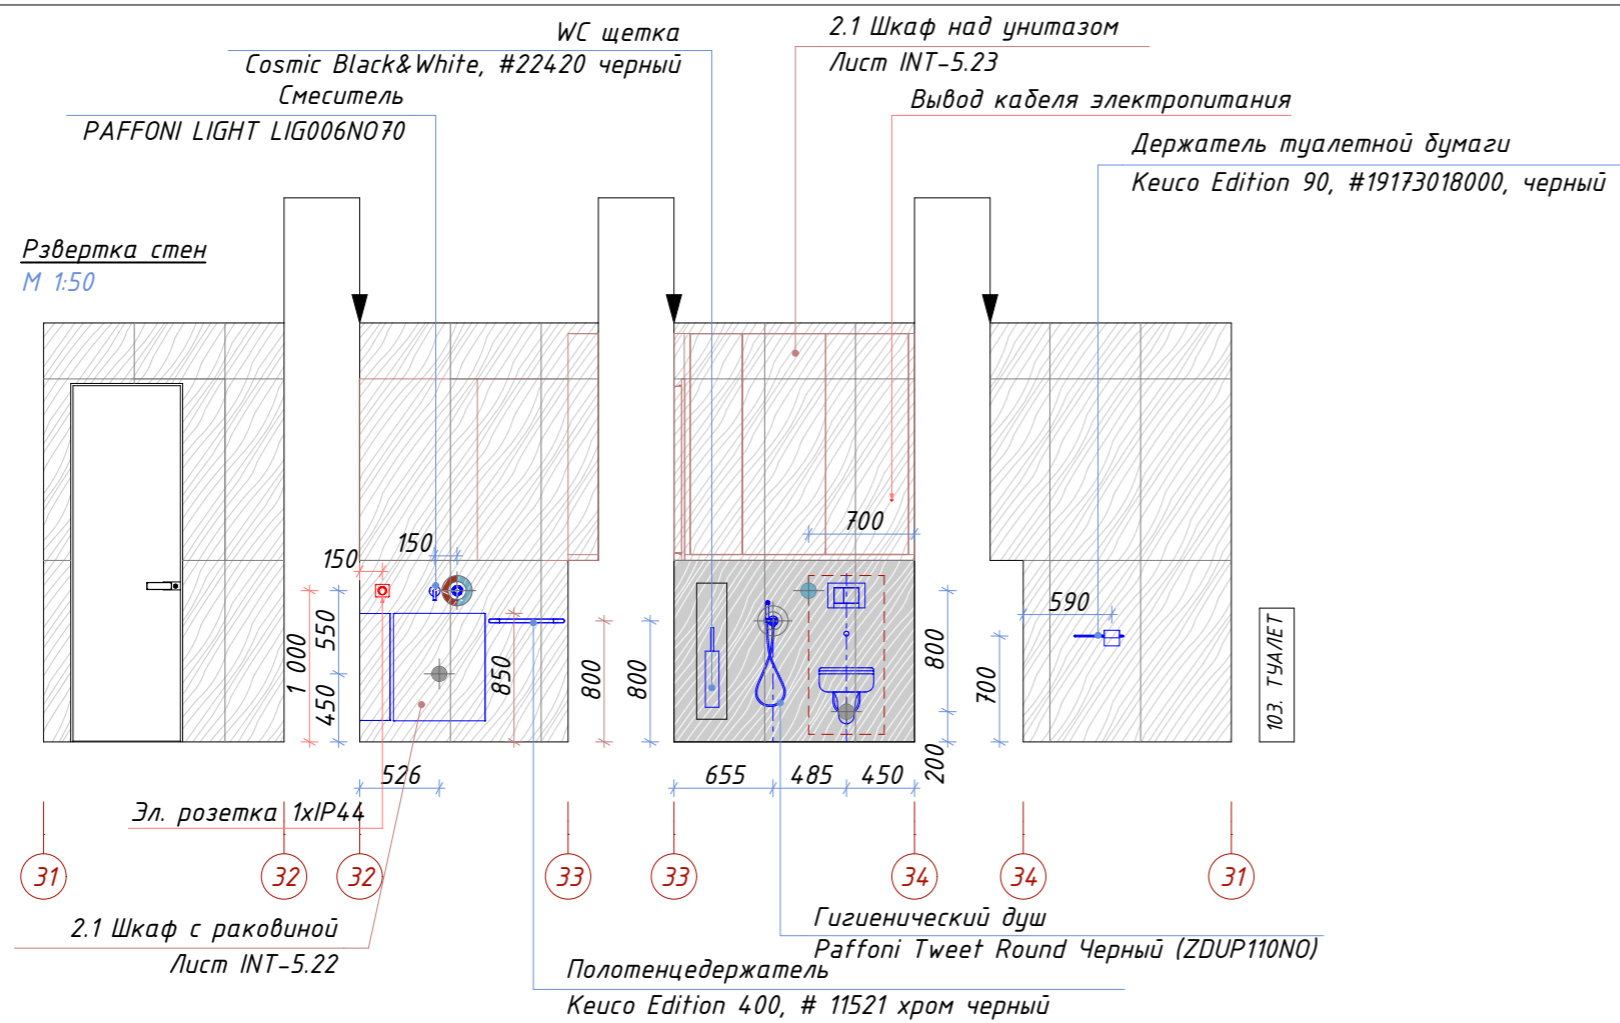 WC щетка
Cosmic Black&White, #22420 черный
Смеситель
PAFFONI LIGHT LIG006NO70
2.1 Шкаф над унитазом
Лист INT-5.23
Вывод кабеля электропитания
Держатель туалетной бумаги
Keuco Edition 90, #19173018000, черный
Рзвертка стен
М 1:50
150
150
1 000
550
450
850
800
800
526
700
655
485
450
800
200
590
700
103. ТУАЛЕТ
Эл. розетка 1xIP44
31
32
32
33
33
34
34
31
2.1 Шкаф с раковиной
Лист INT-5.22
Гигиенический душ
Paffoni Tweet Round Черный (ZDUP110NO)
Полотенцедержатель
Keuco Edition 400, # 11521 хром черный